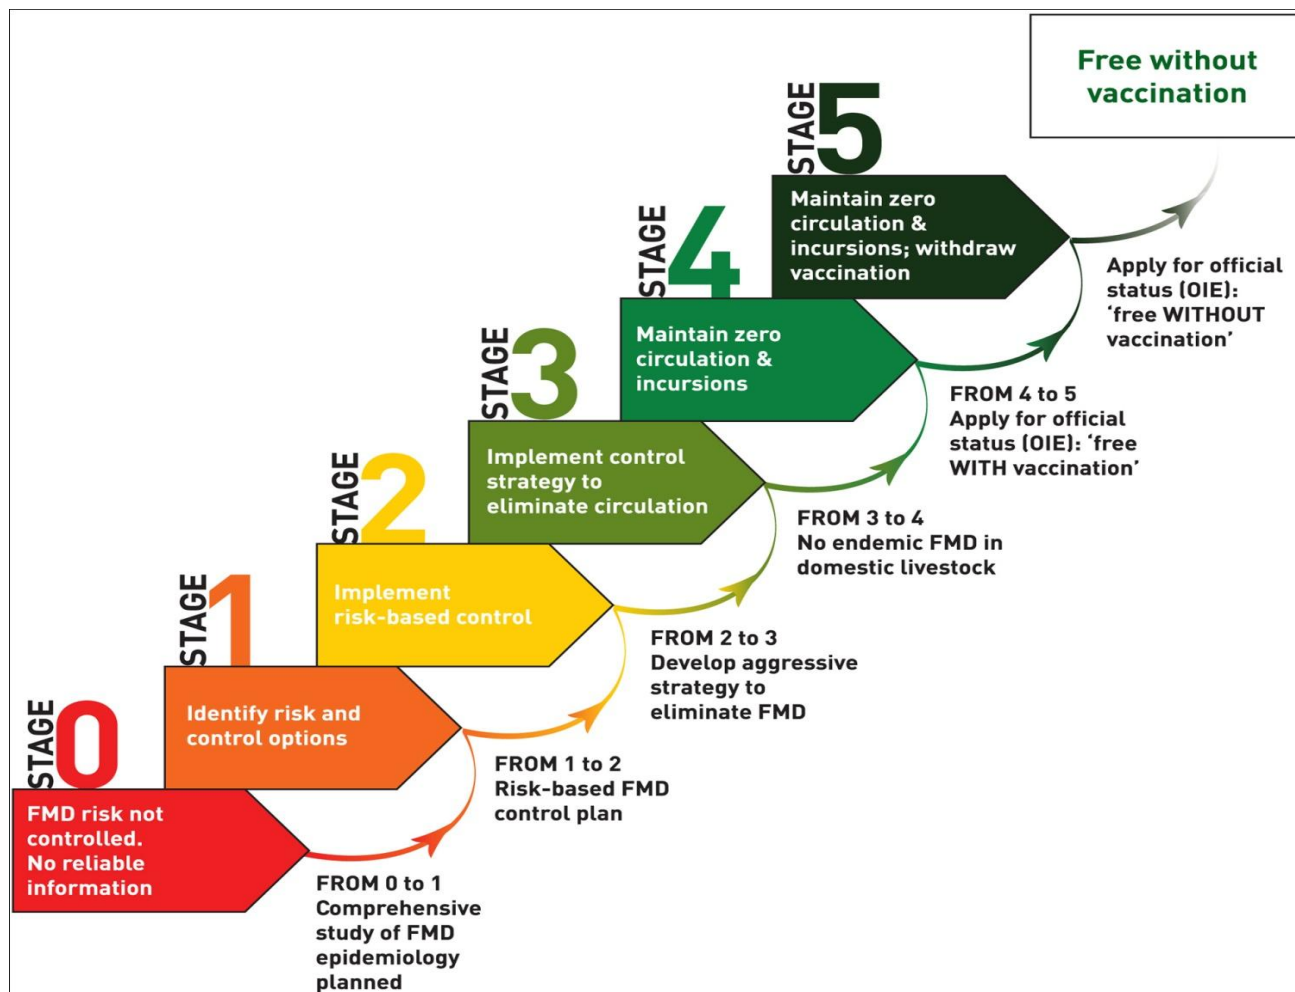 STAGE 0
FMD risk not
controlled.
No reliable
information
FROM 0 to 1
Comprehensive
study of FMD
epidemiology
planned
STAGE 1
Identify risk and
control options
FROM 1 to 2
Risk-based FMD
control plan
STAGE 2
Implement
risk-based control
FROM 2 to 3
Develop aggressive
strategy to
eliminate FMD
STAGE 3
Implement control
strategy to
eliminate circulation
FROM 3 to 4
No endemic FMD in
domestic livestock
STAGE 4
Maintain zero
circulation &
incursions
FROM 4 to 5
Apply for official
status (OIE): ‘free
WITH vaccination’
STAGE 5
Maintain zero
circulation &
incursions; withdraw
vaccination
Apply for official
status (OIE):
‘free WITHOUT
vaccination’
Free without
vaccination